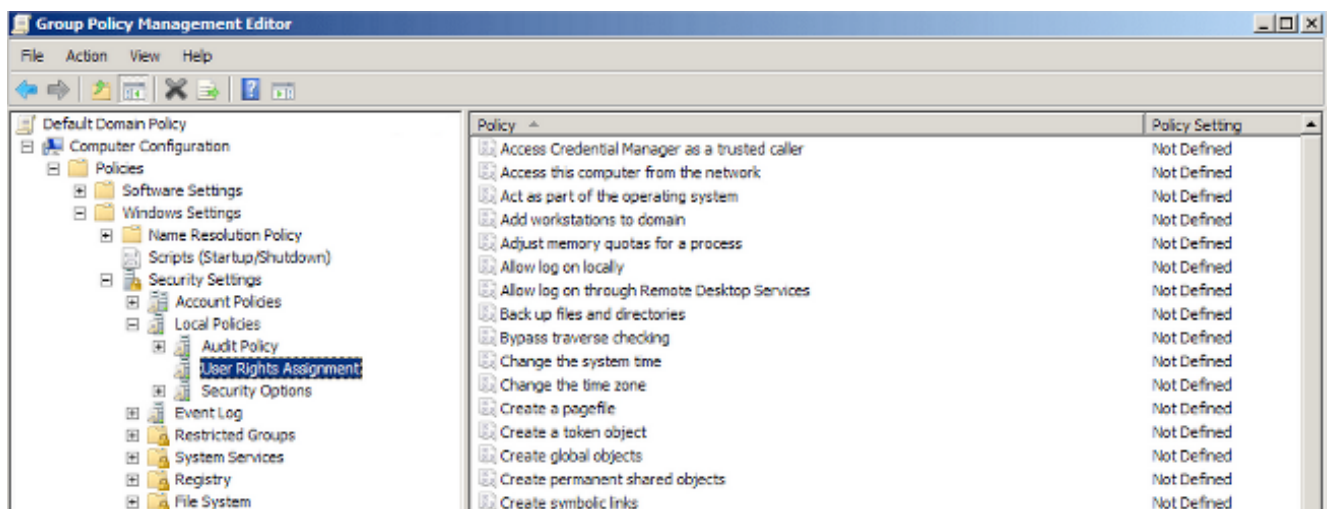 Group Policy Management Editor
File Action View Help
Default Domain Policy
Computer Configuration
Policies
Software Settings
Windows Settings
Name Resolution Policy
Scripts (Startup/Shutdown)
Security Settings
Account Policies
Local Policies
Audit Policy
User Rights Assignment
Security Options
Event Log
Restricted Groups
System Services
Registry
File System
Policy Policy Setting
Access Credential Manager as a trusted caller Not Defined
Access this computer from the network Not Defined
Act as part of the operating system Not Defined
Add workstations to domain Not Defined
Adjust memory quotas for a process Not Defined
Allow log on locally Not Defined
Allow log on through Remote Desktop Services Not Defined
Back up files and directories Not Defined
Bypass traverse checking Not Defined
Change the system time Not Defined
Change the time zone Not Defined
Create a pagefile Not Defined
Create a token object Not Defined
Create global objects Not Defined
Create permanent shared objects Not Defined
Create symbolic links Not Defined